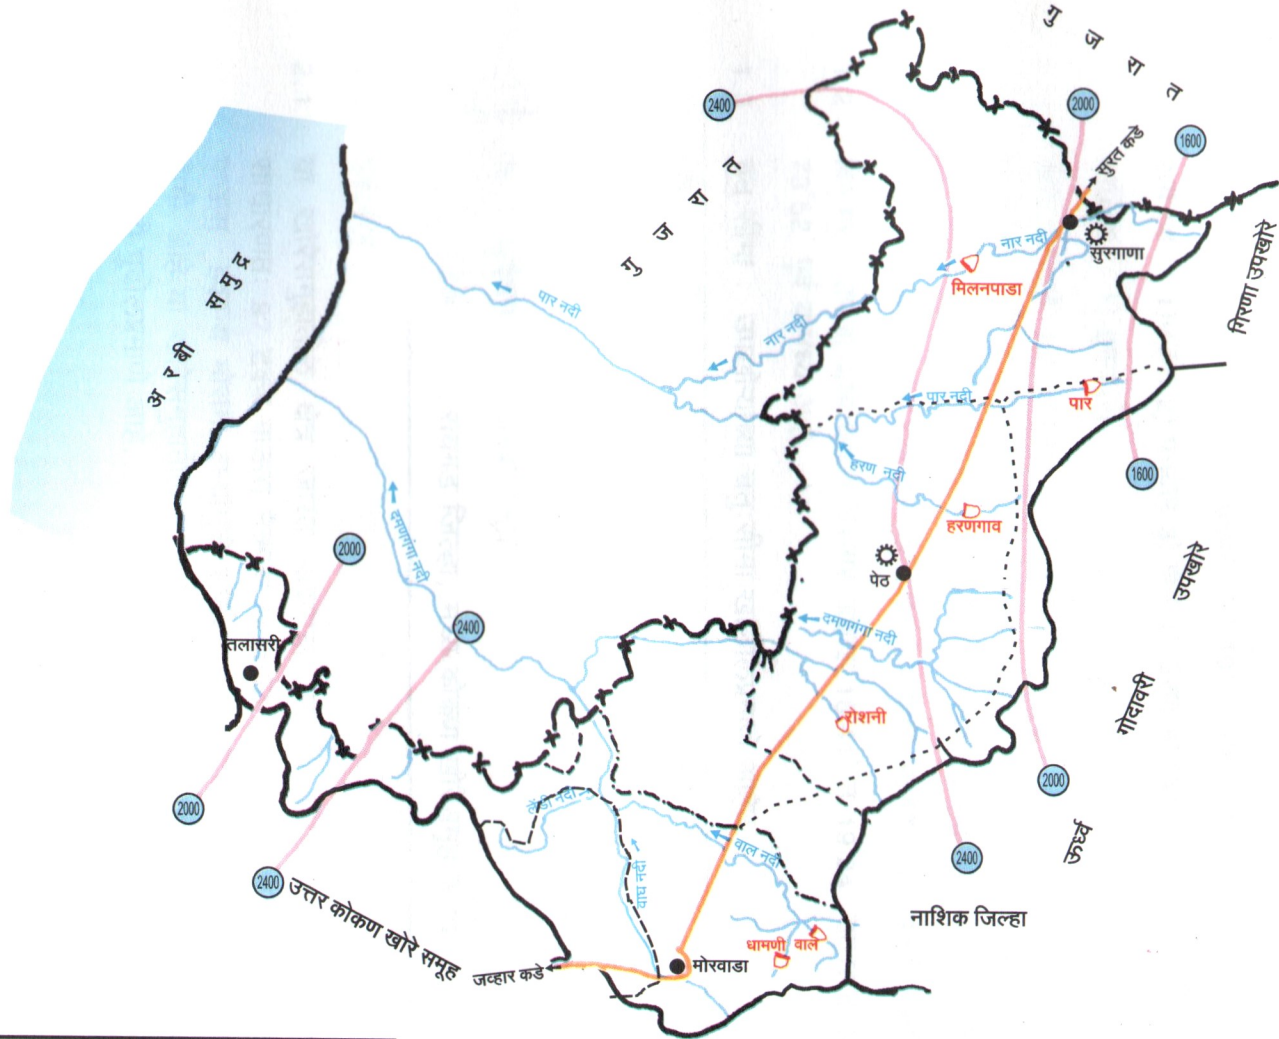 गुजरात
2400
2000
1600
सुरत कडे
गुजरात
सुरगाणा
नार नदी
मिलनपाडा
गिरणा उपखोरे
अरबी समुद्र
पार नदी
नार नदी
पार नदी
पार
हरण नदी
1600
हरणगाव
पेठ
दमणगंगा नदी
2000
2400
दमणगंगा नदी
तलासरी
रोशनी
ऊर्ध्व गोदावरी उपखोरे
2000
2000
लेंडी नदी
वाल नदी
वाघ नदी
2400
2400
उत्तर कोकण खोरे समूह
नाशिक जिल्हा
धामणी वाल
जव्हार कडे
मोरवाडा